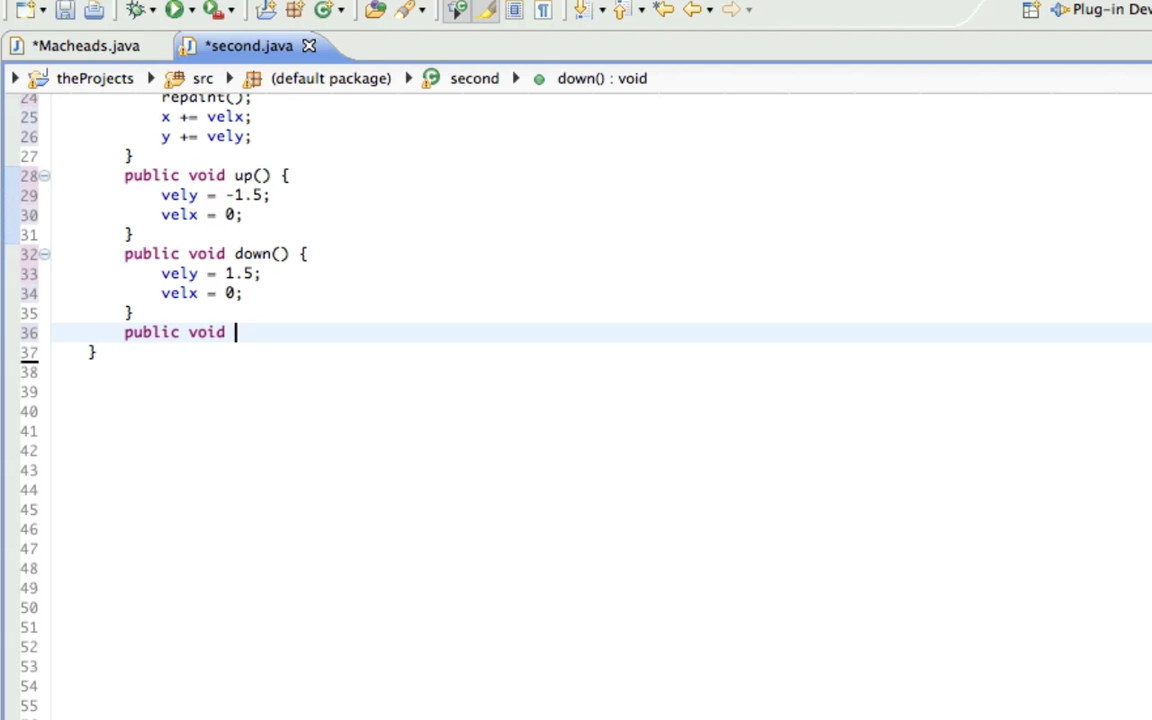 Plug-in Dev
*Macheads.java *second.java
theProjects src (default package) second down() : void
24 repaint();
25 x += velx;
26 y += vely;
27 }
28 public void up() {
29 vely = -1.5;
30 velx = 0;
31 }
32 public void down() {
33 vely = 1.5;
34 velx = 0;
35 }
36 public void
37 }
38
39
40
41
42
43
44
45
46
47
48
49
50
51
52
53
54
55